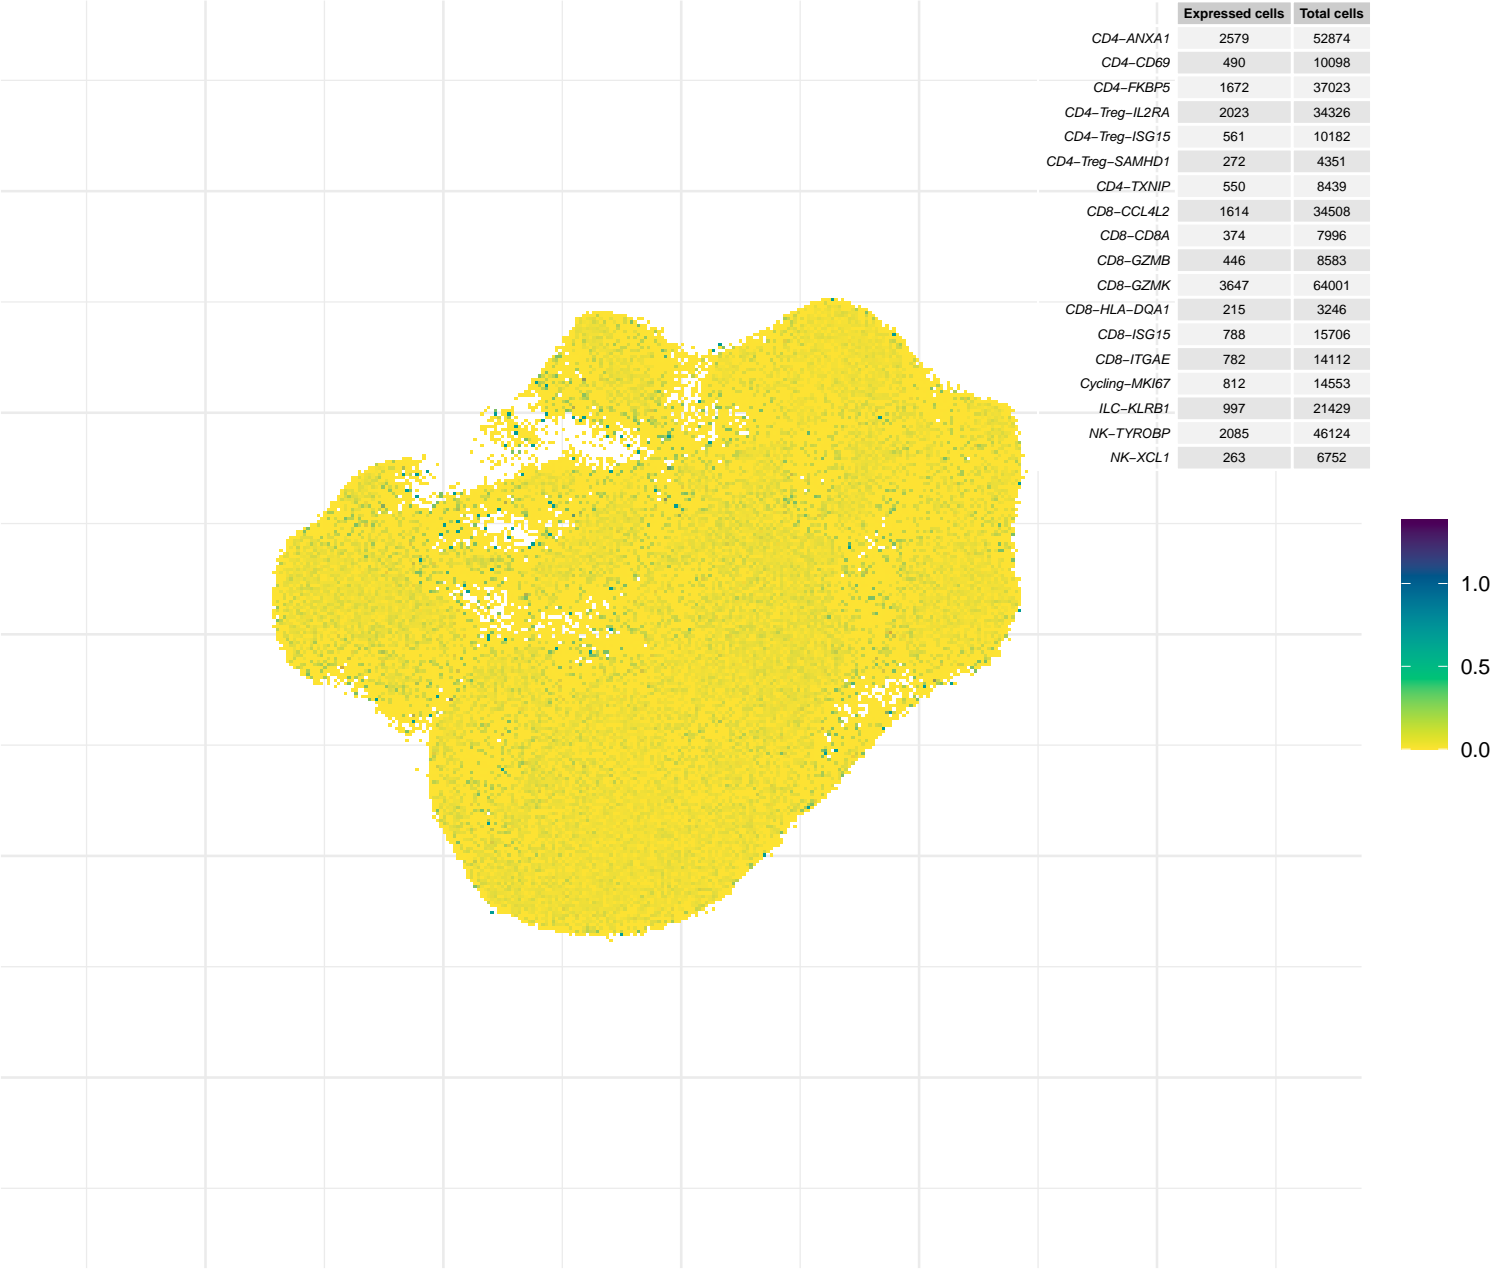 Expressed cells Total cells
CD4−ANXA1 2579 52874
CD4−CD69 490 10098
CD4−FKBP5 1672 37023
CD4−Treg−IL2RA 2023 34326
CD4−Treg−ISG15 561 10182
CD4−Treg−SAMHD1 272 4351
CD4−TXNIP 550 8439
CD8−CCL4L2 1614 34508
CD8−CD8A 374 7996
CD8−GZMB 446 8583
CD8−GZMK 3647 64001
CD8−HLA−DQA1 215 3246
CD8−ISG15 788 15706
CD8−ITGAE 782 14112
Cycling−MKI67 812 14553
ILC−KLRB1 997 21429
NK−TYROBP 2085 46124
NK−XCL1 263 6752
1.0
0.5
0.0